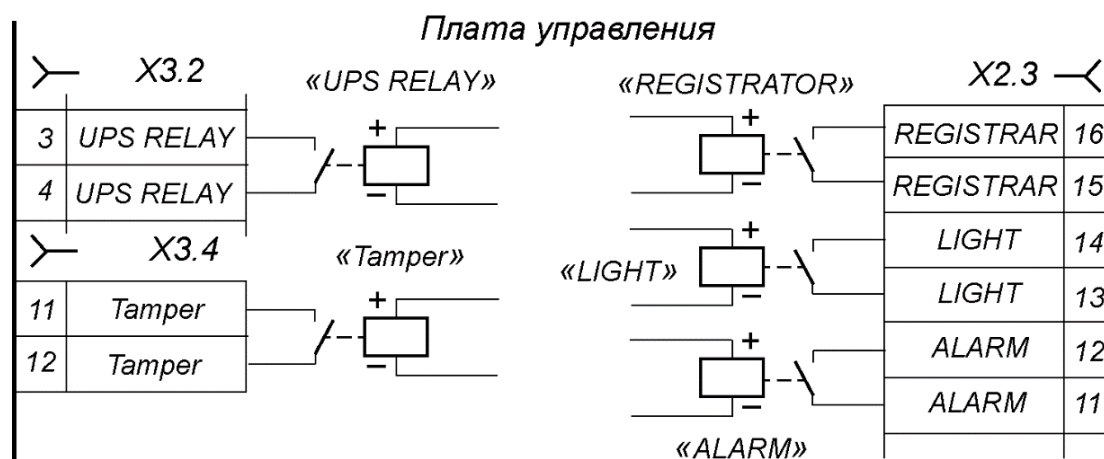 Плата управления
X3.2
«UPS RELAY»
3 UPS RELAY
+
4 UPS RELAY
−
X3.4
«Tamper»
11 Tamper
+
12 Tamper
−
«REGISTRATOR»
X2.3
+
REGISTRAR 16
−
REGISTRAR 15
+
LIGHT 14
«LIGHT»
−
LIGHT 13
+
ALARM 12
−
ALARM 11
«ALARM»